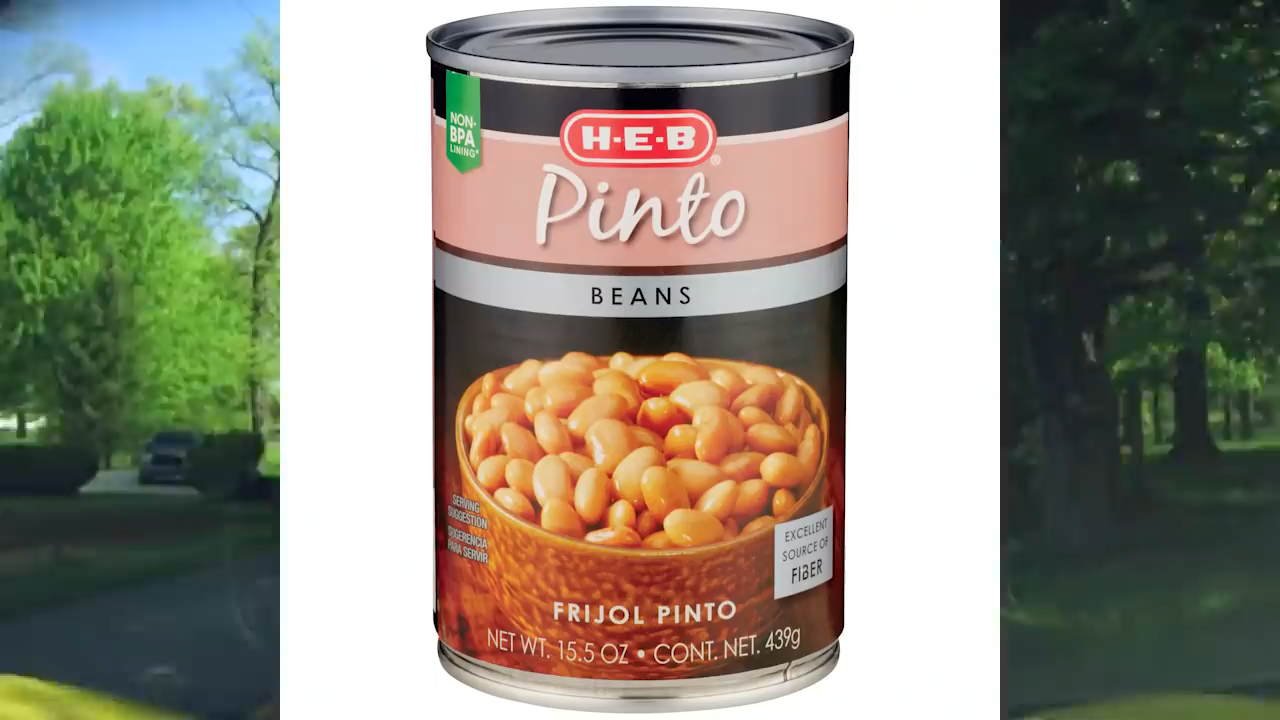 NON-
BPA
LINING*
H-E-B®
Pinto
BEANS
SERVING
SUGGESTION
SUGERENCIA
PARA SERVIR
EXCELLENT
SOURCE OF
FIBER
FRIJOL PINTO
NET WT. 15.5 OZ • CONT. NET. 439g